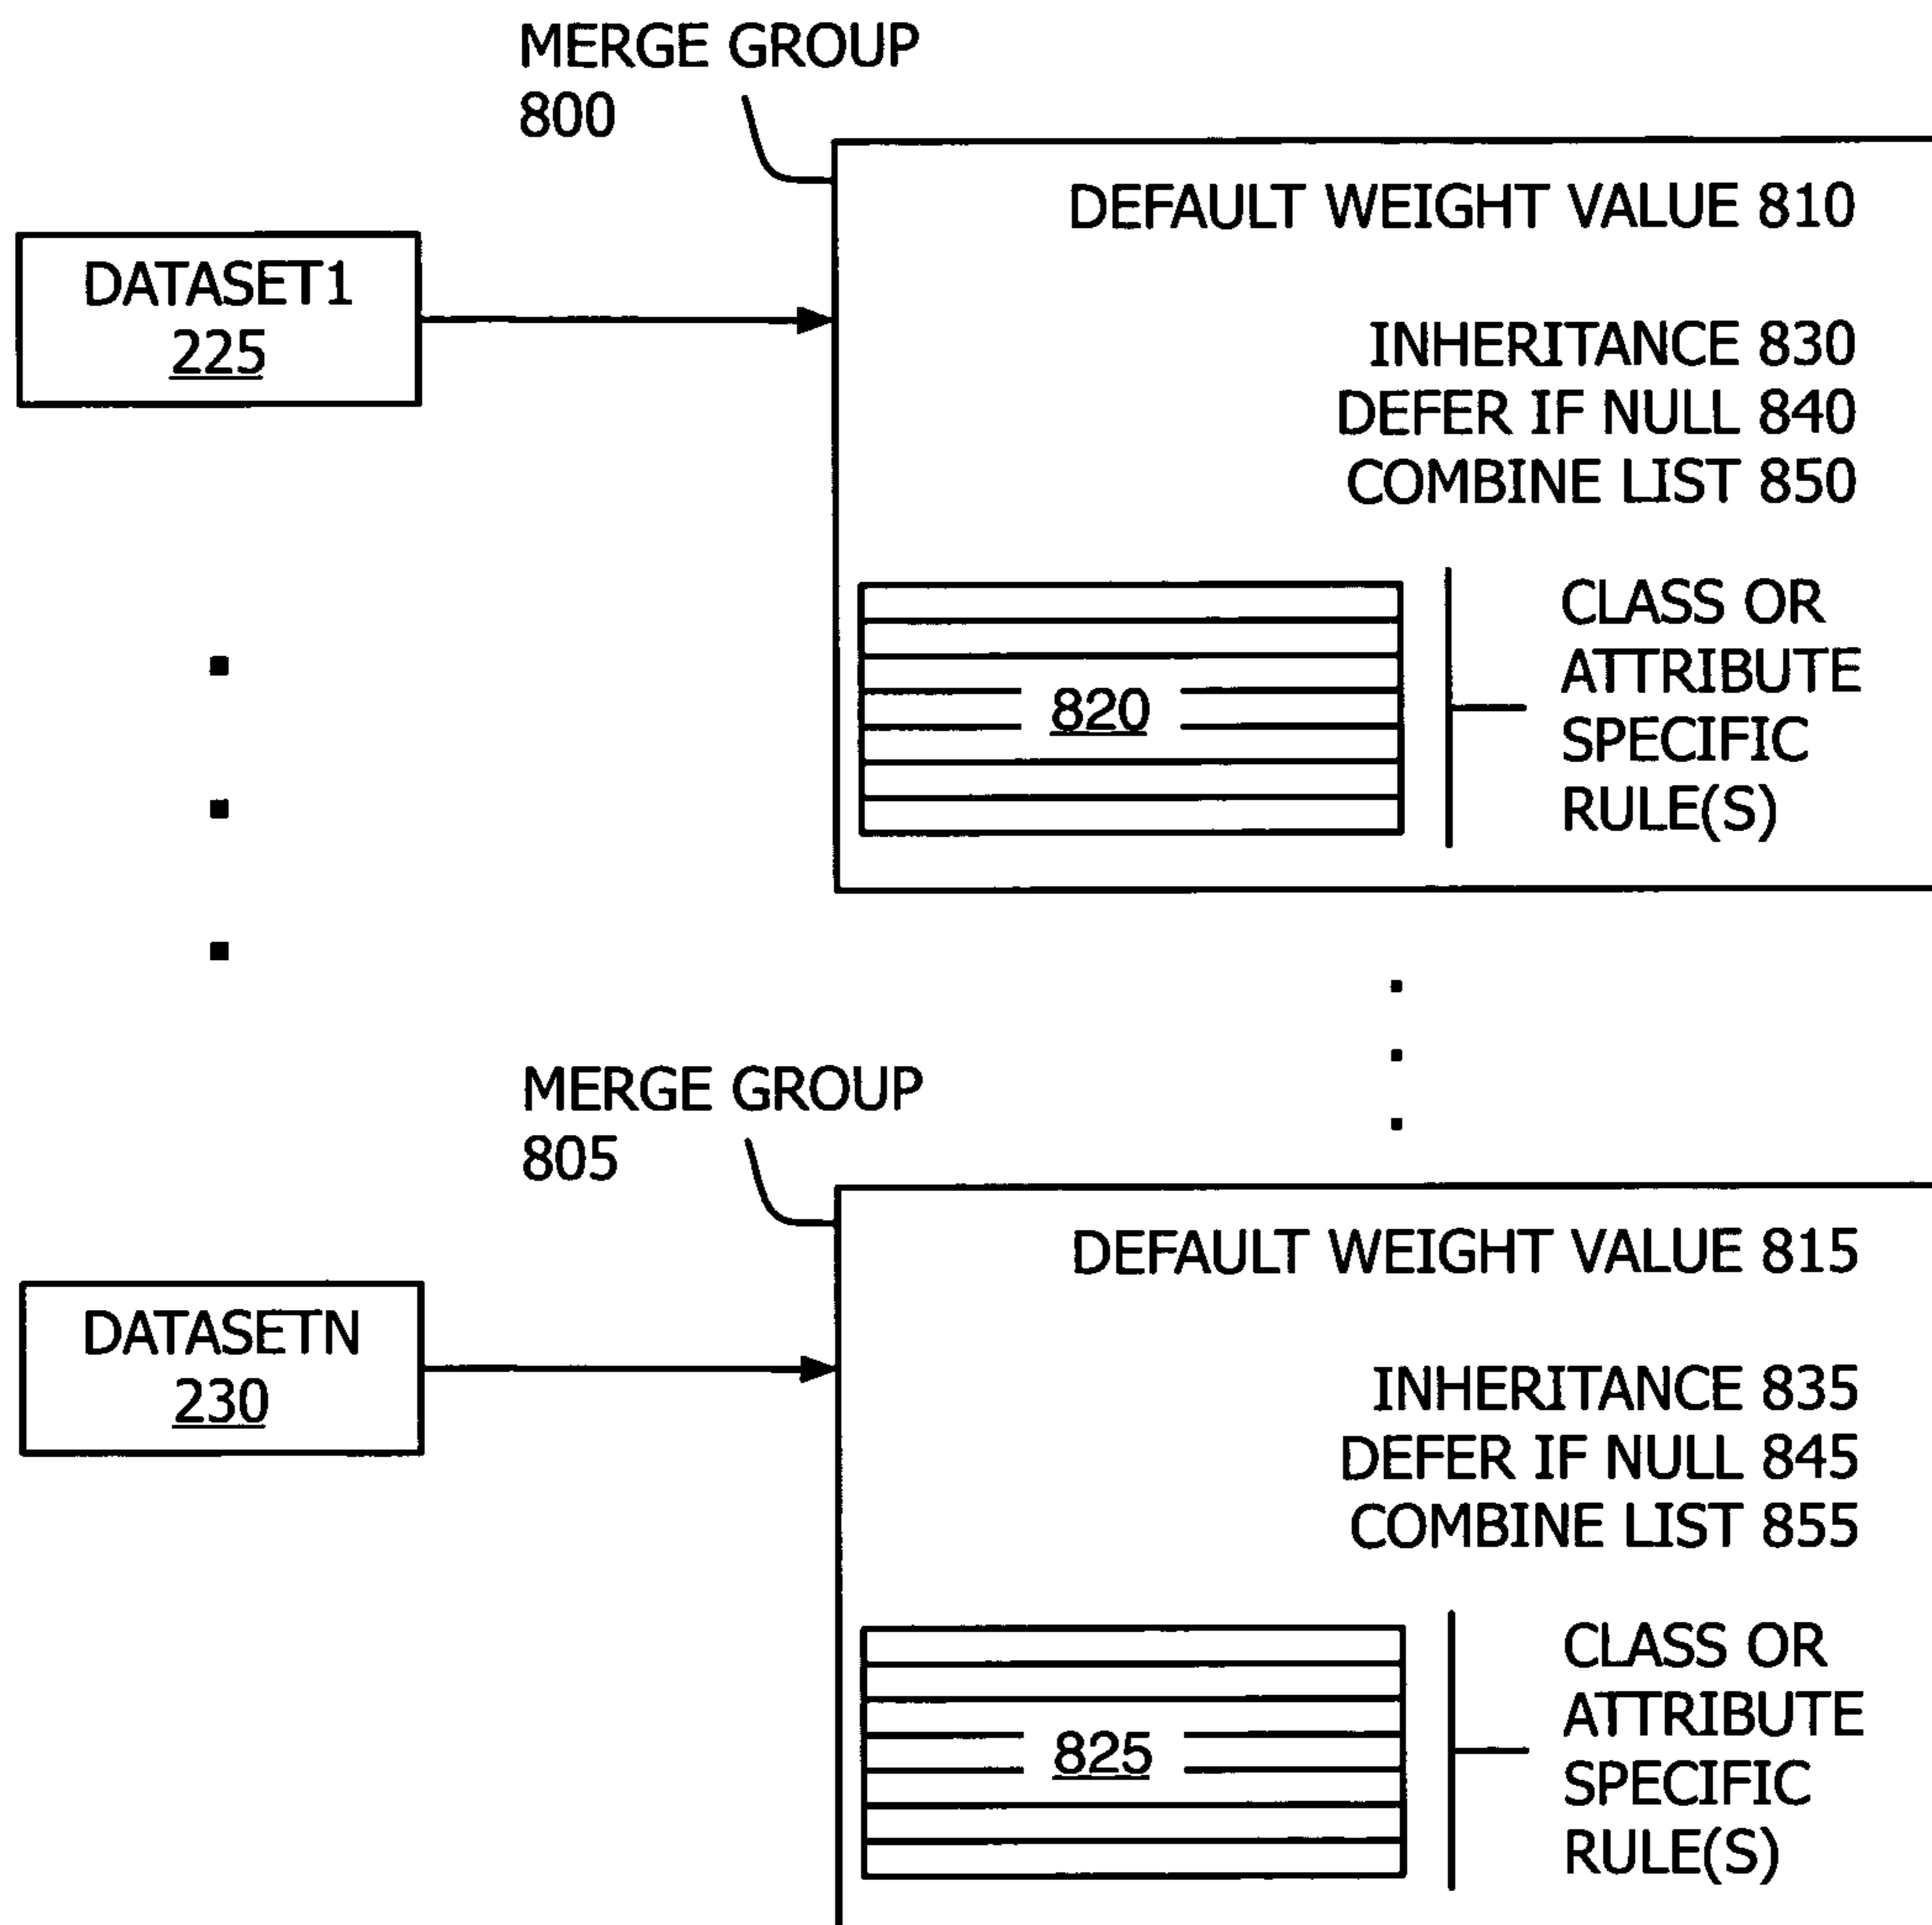 MERGE GROUP
800
DEFAULT WEIGHT VALUE 810
DATASET1
225
INHERITANCE 830
DEFER IF NULL 840
COMBINE LIST 850
820
CLASS OR
ATTRIBUTE
SPECIFIC
RULE(S)
MERGE GROUP
805
DEFAULT WEIGHT VALUE 815
DATASETN
230
INHERITANCE 835
DEFER IF NULL 845
COMBINE LIST 855
825
CLASS OR
ATTRIBUTE
SPECIFIC
RULE(S)